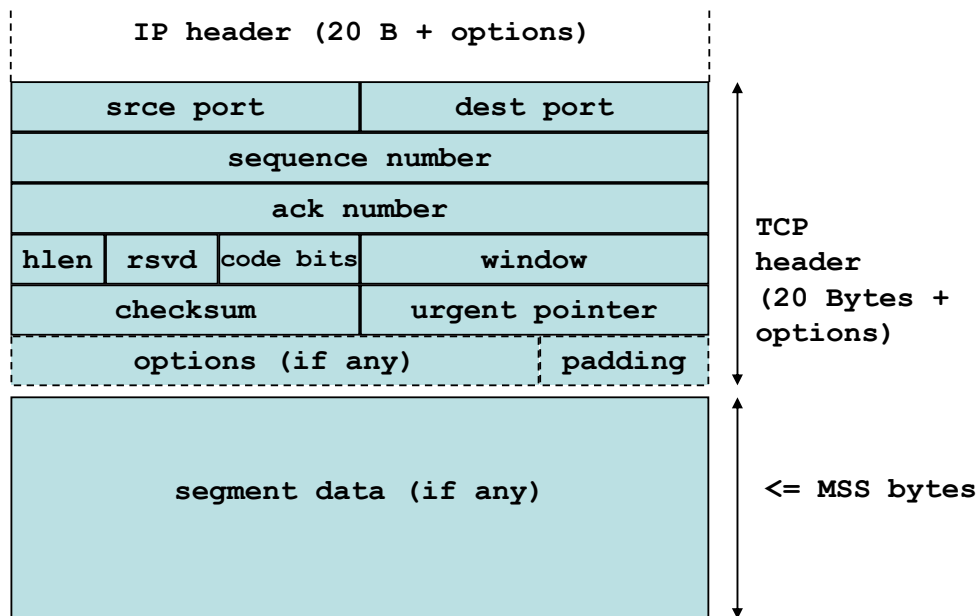 IP header (20 B + options)
srce port dest port
sequence number
ack number
hlen rsvd code bits window
checksum urgent pointer
options (if any) padding
TCP
header
(20 Bytes +
options)
segment data (if any)
<= MSS bytes